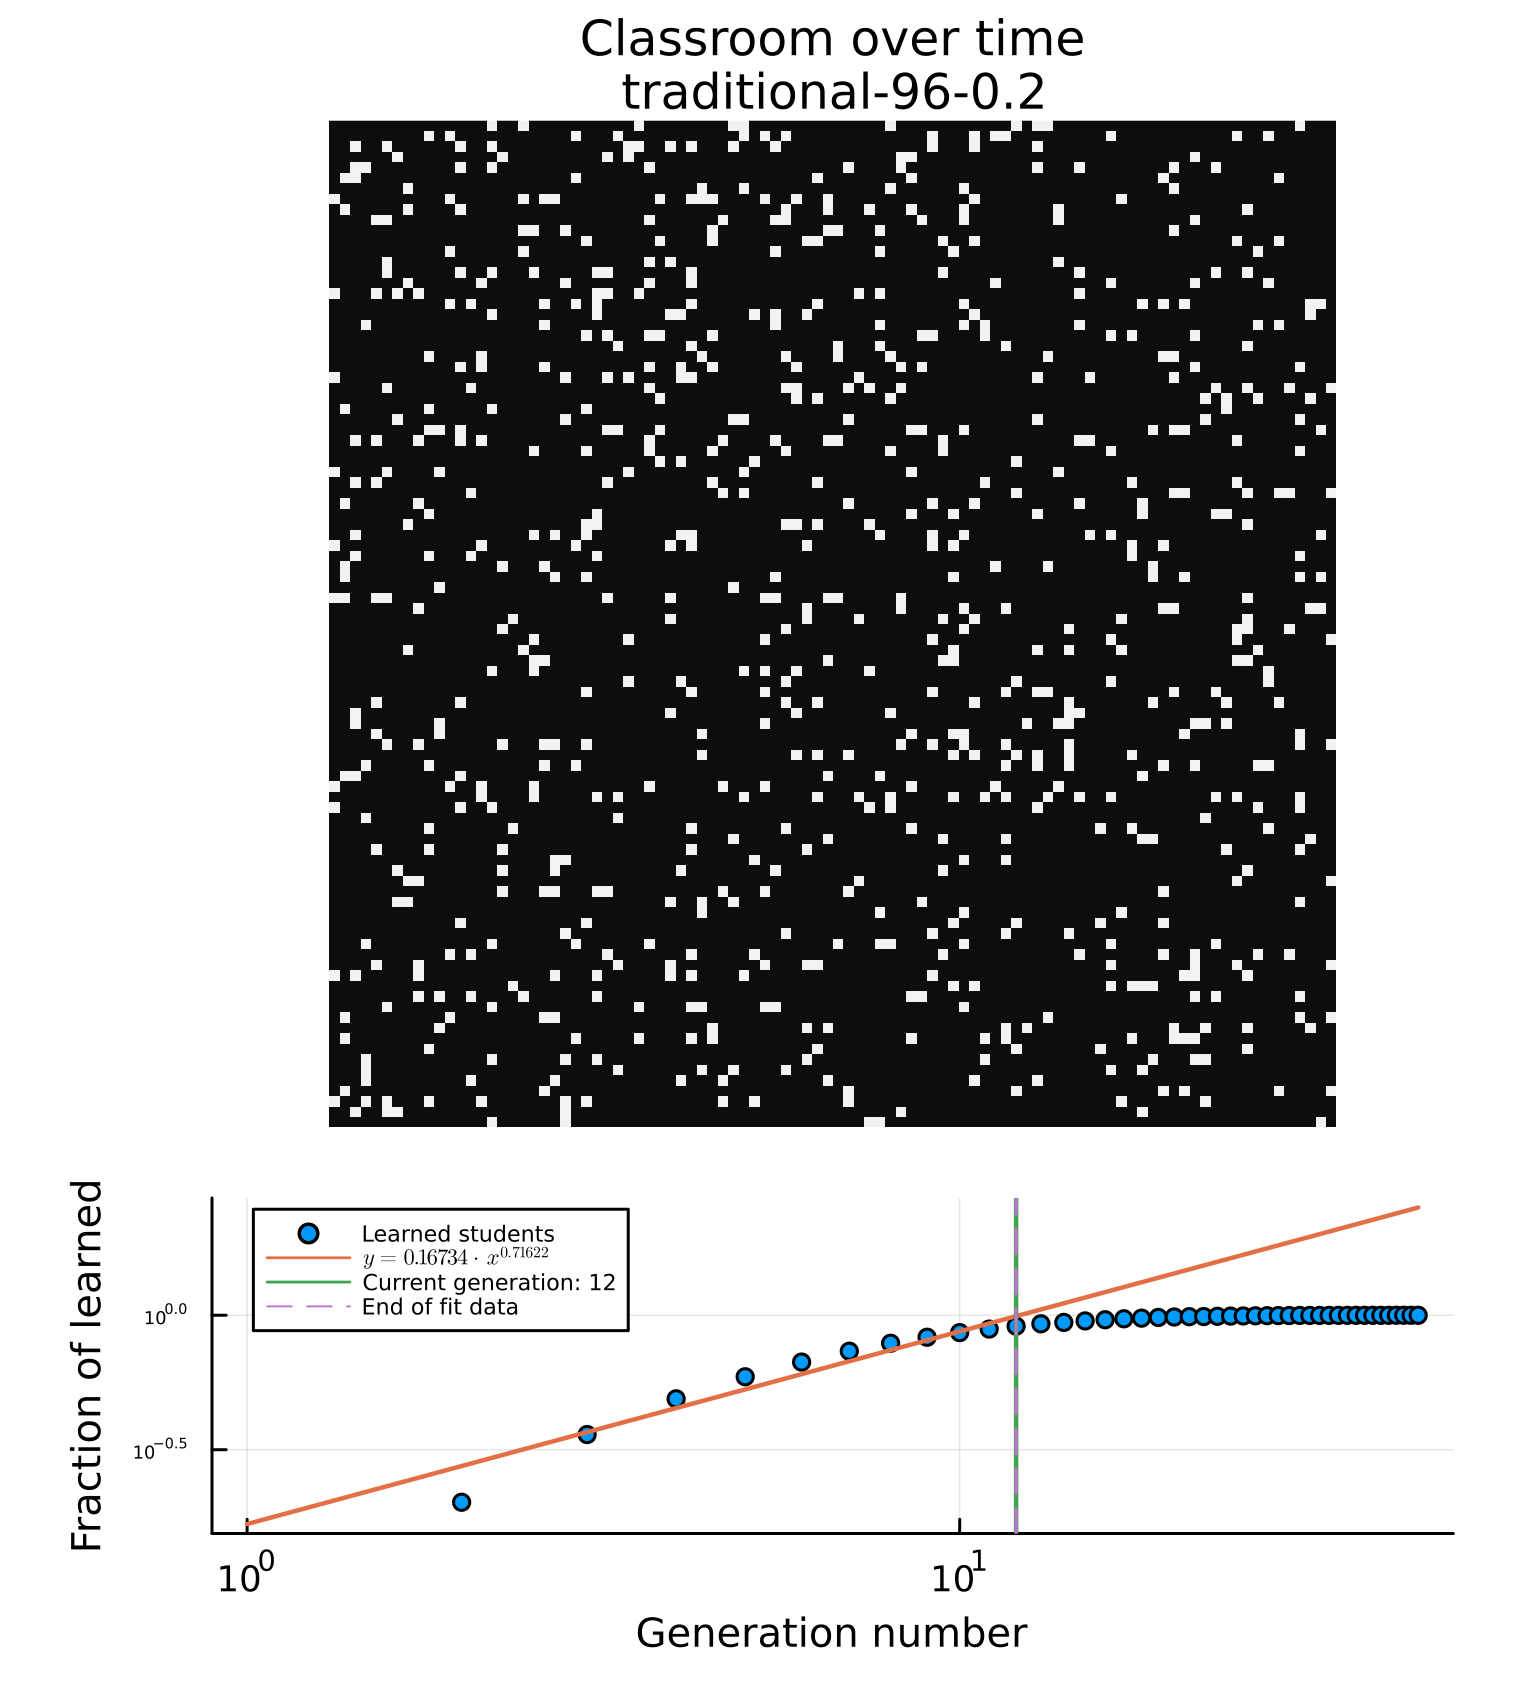 Classroom over time
traditional-96-0.2
Fraction of learned
Learned students
y = 0.16734 · x^0.71622
Current generation: 12
End of fit data
10^0.0
10^−0.5
10^0
10^1
Generation number